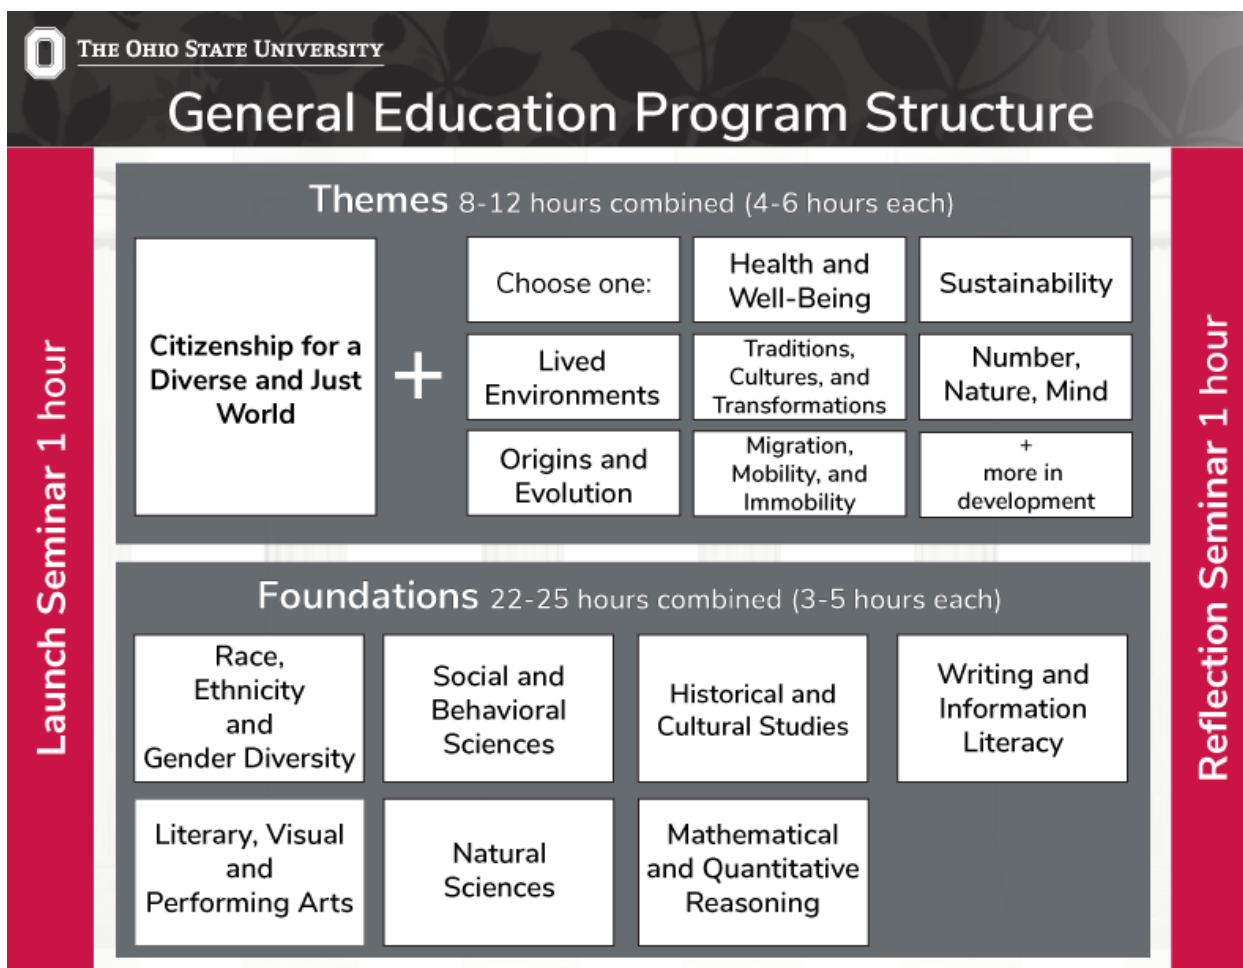 THE OHIO STATE UNIVERSITY
General Education Program Structure
Launch Seminar 1 hour
Themes 8-12 hours combined (4-6 hours each)
Citizenship for a
Diverse and Just
World
+
Choose one:
Health and
Well-Being
Sustainability
Lived
Environments
Traditions,
Cultures, and
Transformations
Number,
Nature, Mind
Origins and
Evolution
Migration,
Mobility, and
Immobility
+
more in
development
Foundations 22-25 hours combined (3-5 hours each)
Race,
Ethnicity
and
Gender Diversity
Social and
Behavioral
Sciences
Historical and
Cultural Studies
Writing and
Information
Literacy
Literary, Visual
and
Performing Arts
Natural
Sciences
Mathematical
and Quantitative
Reasoning
Reflection Seminar 1 hour